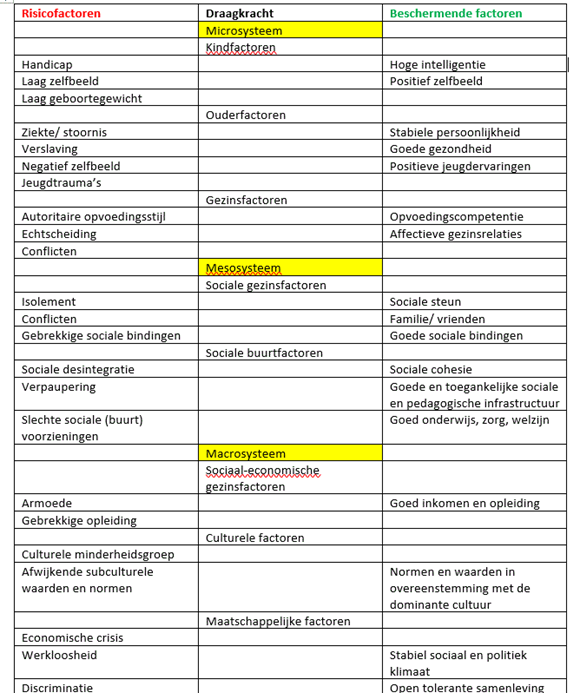 Risicofactoren Draagkracht Beschermende factoren
Microsysteem
Kindfactoren
Handicap Hoge intelligentie
Laag zelfbeeld Positief zelfbeeld
Laag geboortegewicht
Ouderfactoren
Ziekte/ stoornis Stabiele persoonlijkheid
Verslaving Goede gezondheid
Negatief zelfbeeld Positieve jeugdervaringen
Jeugdtrauma's
Gezinsfactoren
Autoritaire opvoedingsstijl Opvoedingscompetentie
Echtscheiding Affectieve gezinsrelaties
Conflicten
Mesosysteem
Sociale gezinsfactoren
Isolement Sociale steun
Conflicten Familie/ vrienden
Gebrekkige sociale bindingen Goede sociale bindingen
Sociale buurtfactoren
Sociale desintegratie Sociale cohesie
Verpaupering Goede en toegankelijke sociale
en pedagogische infrastructuur
Slechte sociale (buurt) Goed onderwijs, zorg, welzijn
voorzieningen
Macrosysteem
Sociaal-economische
gezinsfactoren
Armoede Goed inkomen en opleiding
Gebrekkige opleiding
Culturele factoren
Culturele minderheidsgroep
Afwijkende subculturele Normen en waarden in
waarden en normen overeenstemming met de
dominante cultuur
Maatschappelijke factoren
Economische crisis
Werkloosheid Stabiel sociaal en politiek
klimaat
Discriminatie Open tolerante samenleving